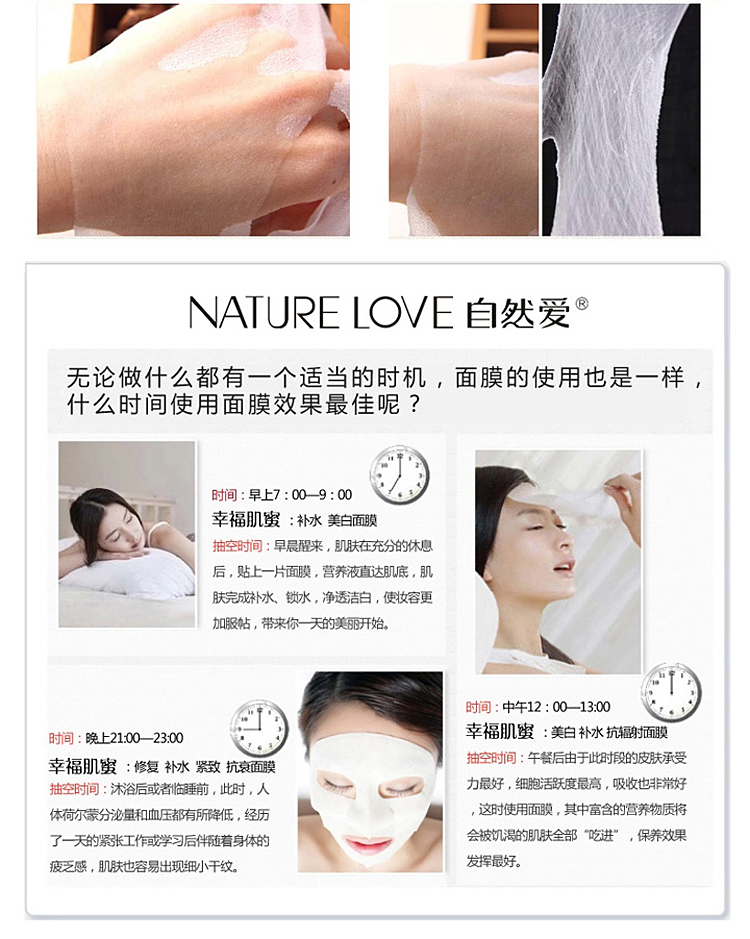 NATURE LOVE 自然爱®
无论做什么都有一个适当的时机，面膜的使用也是一样，
什么时间使用面膜效果最佳呢？
时间：早上7：00—9：00
幸福肌蜜 ：补水 美白面膜
抽空时间：早晨醒来，肌肤在充分的休息
后，贴上一片面膜，营养液直达肌底，肌
肤完成补水、锁水，净透洁白，使妆容更
加服帖，带来你一天的美丽开始。
时间：中午12：00—13:00
幸福肌蜜 ：美白 补水 抗辐射面膜
抽空时间：午餐后由于此时段的皮肤承受
力最好，细胞活跃度最高，吸收也非常好
，这时使用面膜，其中富含的营养物质将
会被饥渴的肌肤全部“吃进”，保养效果
发挥最好。
时间：晚上21:00—23:00
幸福肌蜜 ：修复 补水 紧致 抗衰面膜
抽空时间：沐浴后或者临睡前，此时，人
体荷尔蒙分泌量和血压都有所降低，经历
了一天的紧张工作或学习后伴随着身体的
疲乏感，肌肤也容易出现细小干纹。